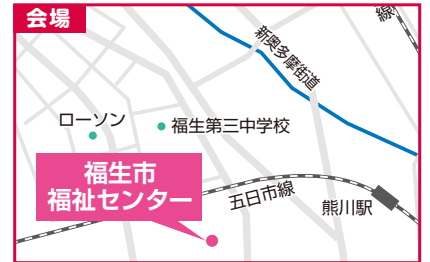 会場
線
新奥多摩街道
ローソン
福生第三中学校
福生市
福祉センター
五日市線
熊川駅